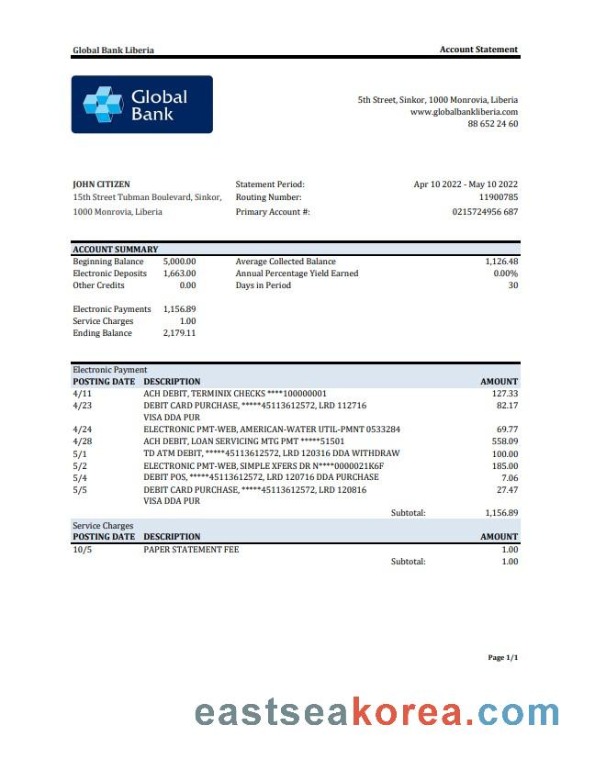 Global Bank Liberia Account Statement
Global
Bank
5th Street, Sinkor, 1000 Monrovia, Liberia
www.globalbankliberia.com
88 652 24 60
JOHN CITIZEN Statement Period: Apr 10 2022 - May 10 2022
15th Street Tubman Boulevard, Sinkor, Routing Number: 11900785
1000 Monrovia, Liberia Primary Account #: 0215724956 687
ACCOUNT SUMMARY
Beginning Balance 5,000.00 Average Collected Balance 1,126.48
Electronic Deposits 1,663.00 Annual Percentage Yield Earned 0.00%
Other Credits 0.00 Days in Period 30
Electronic Payments 1,156.89
Service Charges 1.00
Ending Balance 2,179.11
Electronic Payment
POSTING DATE DESCRIPTION AMOUNT
4/11 ACH DEBIT, TERMINIX CHECKS ****100000001 127.33
4/23 DEBIT CARD PURCHASE, *****45113612572, LRD 112716 82.17
VISA DDA PUR
4/24 ELECTRONIC PMT-WEB, AMERICAN-WATER UTIL-PMNT 0533284 69.77
4/28 ACH DEBIT, LOAN SERVICING MTG PMT *****51501 558.09
5/1 TD ATM DEBIT, *****45113612572, LRD 120316 DDA WITHDRAW 100.00
5/2 ELECTRONIC PMT-WEB, SIMPLE XFERS DR N****0000021K6F 185.00
5/4 DEBIT POS, *****45113612572, LRD 120716 DDA PURCHASE 7.06
5/5 DEBIT CARD PURCHASE, *****45113612572, LRD 120816 27.47
VISA DDA PUR
Subtotal: 1,156.89
Service Charges
POSTING DATE DESCRIPTION AMOUNT
10/5 PAPER STATEMENT FEE 1.00
Subtotal: 1.00
Page 1/1
eastseakorea.com